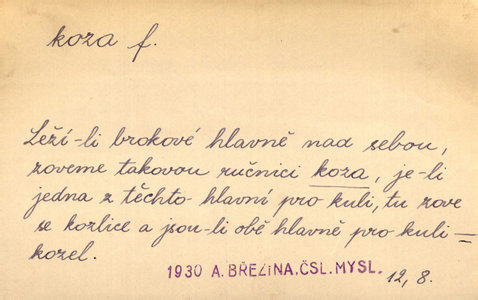 koza f.
Leží-li brokové hlavně nad sebou,
zoveme takovou ručnici koza, je-li
jedna z těchto hlavní pro kuli, tu zove
se kozlice a jsou-li obě hlavně pro kuli =
kozel.
1930 A. BŘEZINA. ČSL. MYSL. 12, 8.